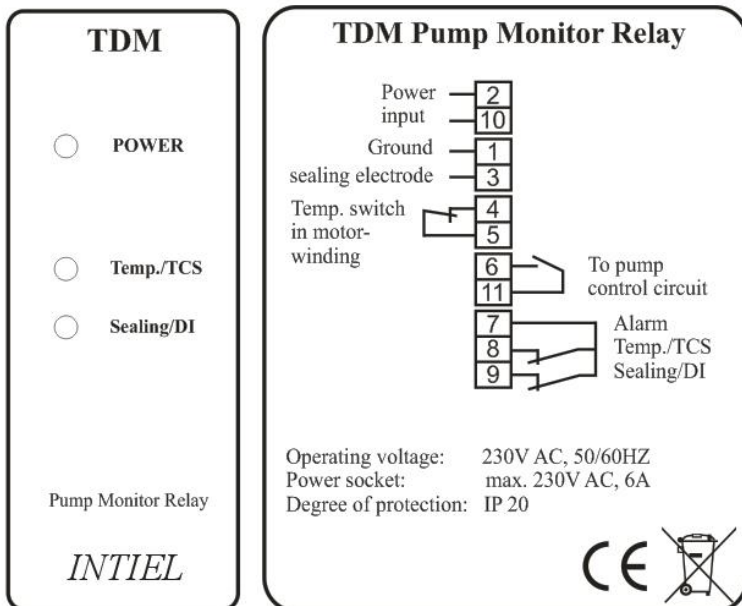 TDM
POWER
Temp./TCS
Sealing/DI
Pump Monitor Relay
INTIEL
TDM Pump Monitor Relay
Power 2
input 10
Ground 1
sealing electrode 3
Temp. switch 4
in motor- 5
winding
6 To pump
11 control circuit
7 Alarm
8 Temp./TCS
9 Sealing/DI
Operating voltage: 230V AC, 50/60HZ
Power socket: max. 230V AC, 6A
Degree of protection: IP 20
CE